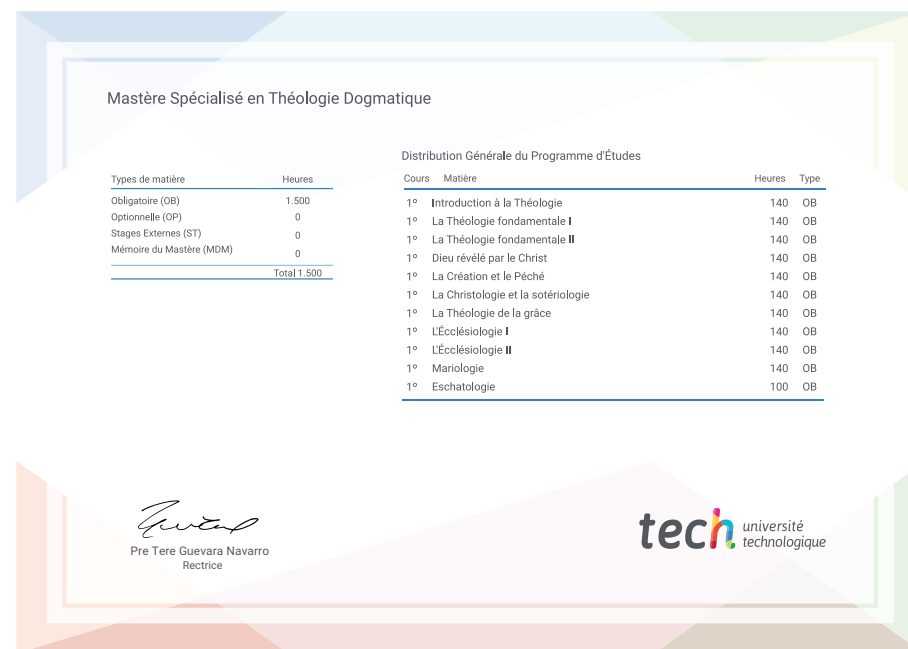 Mastère Spécialisé en Théologie Dogmatique
Types de matière Heures
Obligatoire (OB) 1.500
Optionnelle (OP) 0
Stages Externes (ST) 0
Mémoire du Mastère (MDM) 0
Total 1.500
Distribution Générale du Programme d'Études
Cours Matière Heures Type
1º Introduction à la Théologie 140 OB
1º La Théologie fondamentale I 140 OB
1º La Théologie fondamentale II 140 OB
1º Dieu révélé par le Christ 140 OB
1º La Création et le Péché 140 OB
1º La Christologie et la sotériologie 140 OB
1º La Théologie de la grâce 140 OB
1º L'Écclésiologie I 140 OB
1º L'Écclésiologie II 140 OB
1º Mariologie 140 OB
1º Eschatologie 100 OB
Pre Tere Guevara Navarro
Rectrice
tech université
technologique